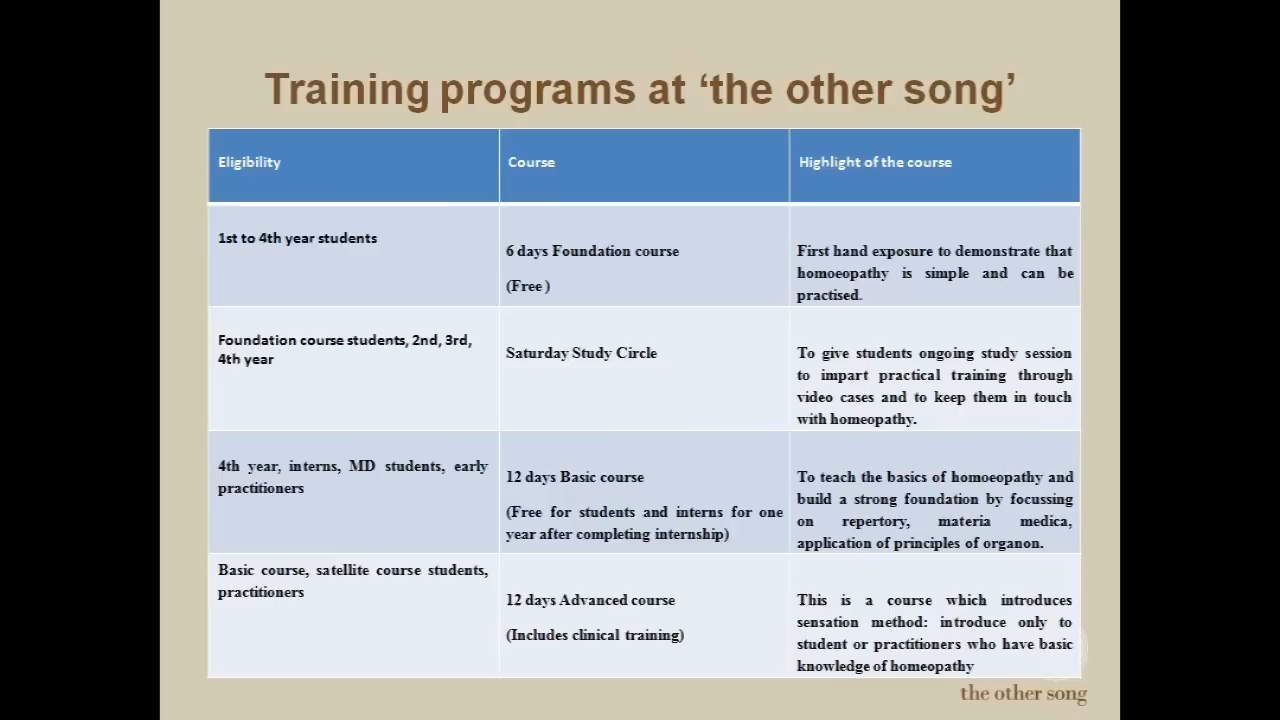 Training programs at ‘the other song’
Eligibility
Course
Highlight of the course
1st to 4th year students
6 days Foundation course
(Free )
First hand exposure to demonstrate that
homoeopathy is simple and can be
practised.
Foundation course students, 2nd, 3rd,
4th year
Saturday Study Circle
To give students ongoing study session
to impart practical training through
video cases and to keep them in touch
with homeopathy.
4th year, interns, MD students, early
practitioners
12 days Basic course
(Free for students and interns for one
year after completing internship)
To teach the basics of homoeopathy and
build a strong foundation by focussing
on repertory, materia medica,
application of principles of organon.
Basic course, satellite course students,
practitioners
12 days Advanced course
(Includes clinical training)
This is a course which introduces
sensation method: introduce only to
student or practitioners who have basic
knowledge of homeopathy
the other song